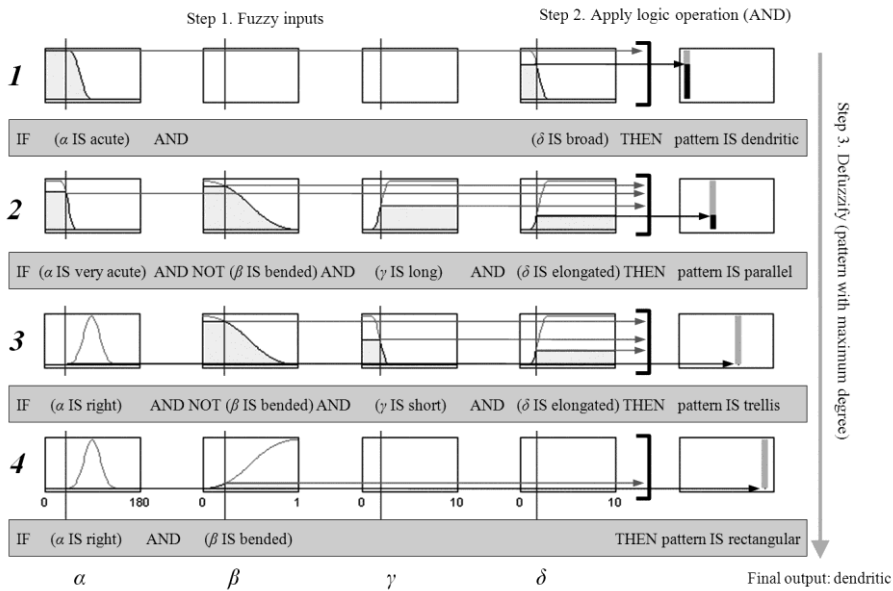 Step 1. Fuzzy inputs
Step 2. Apply logic operation (AND)
1
IF (α IS acute) AND (δ IS broad) THEN pattern IS dendritic
2
IF (α IS very acute) AND NOT (β IS bended) AND (γ IS long) AND (δ IS elongated) THEN pattern IS parallel
3
IF (α IS right) AND NOT (β IS bended) AND (γ IS short) AND (δ IS elongated) THEN pattern IS trellis
4
0 180 0 1 0 10 0 10
IF (α IS right) AND (β IS bended) THEN pattern IS rectangular
α β γ δ
Step 3. Defuzzify (pattern with maximum degree)
Final output: dendritic